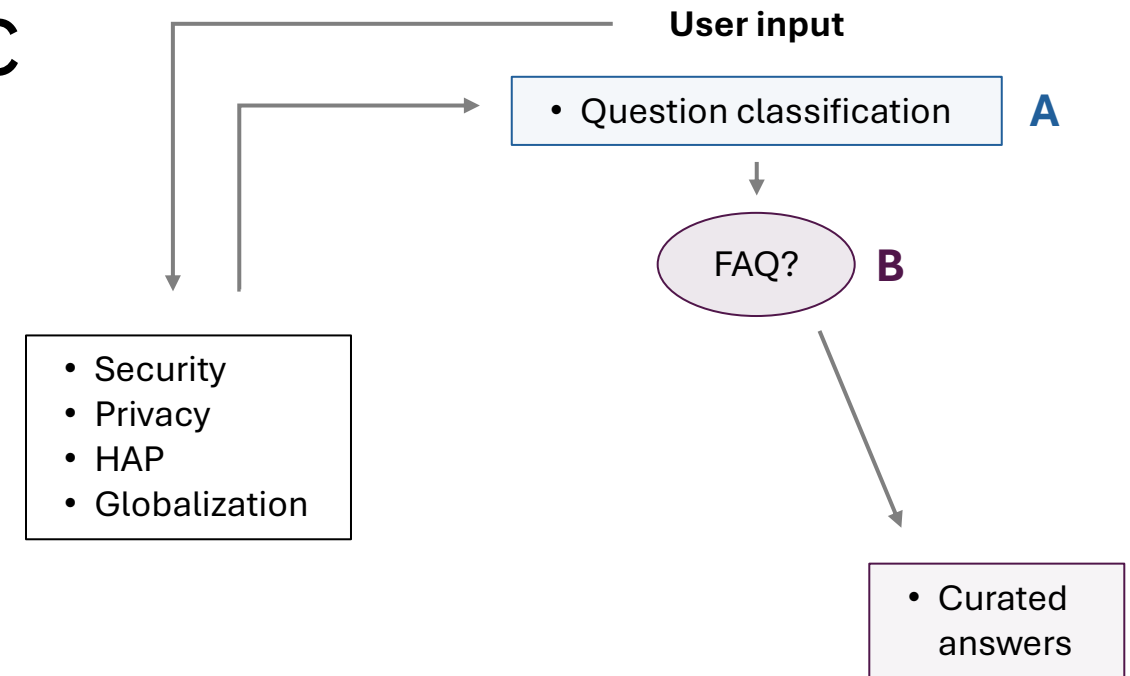 User input
• Question classification
A
FAQ?
B
• Security
• Privacy
• HAP
• Globalization
• Curated
answers